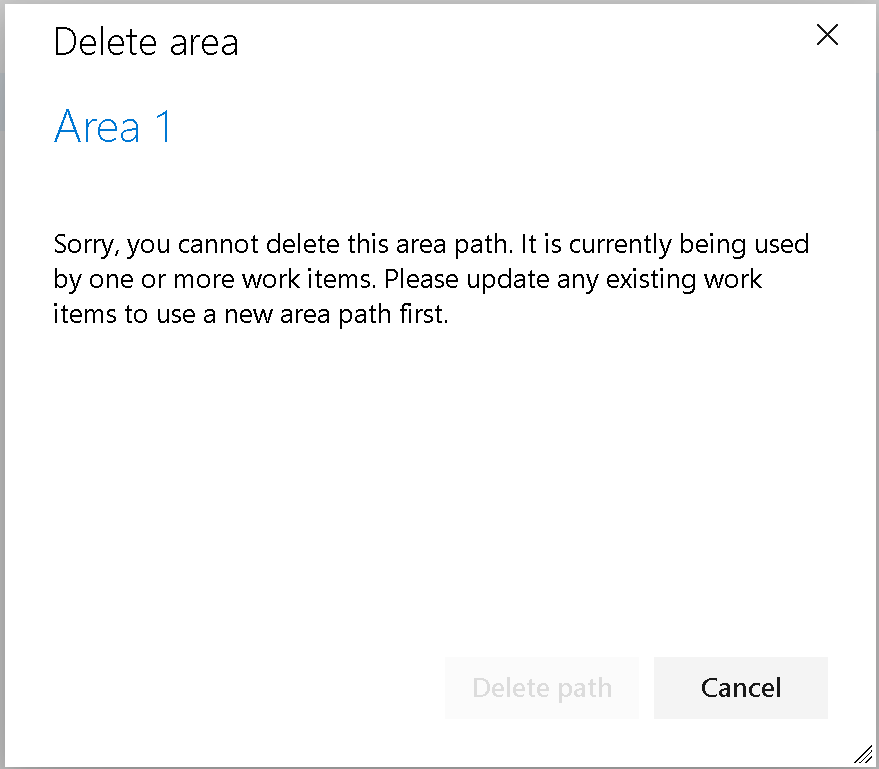 Delete area
Area 1
Sorry, you cannot delete this area path. It is currently being used
by one or more work items. Please update any existing work
items to use a new area path first.
Delete path
Cancel